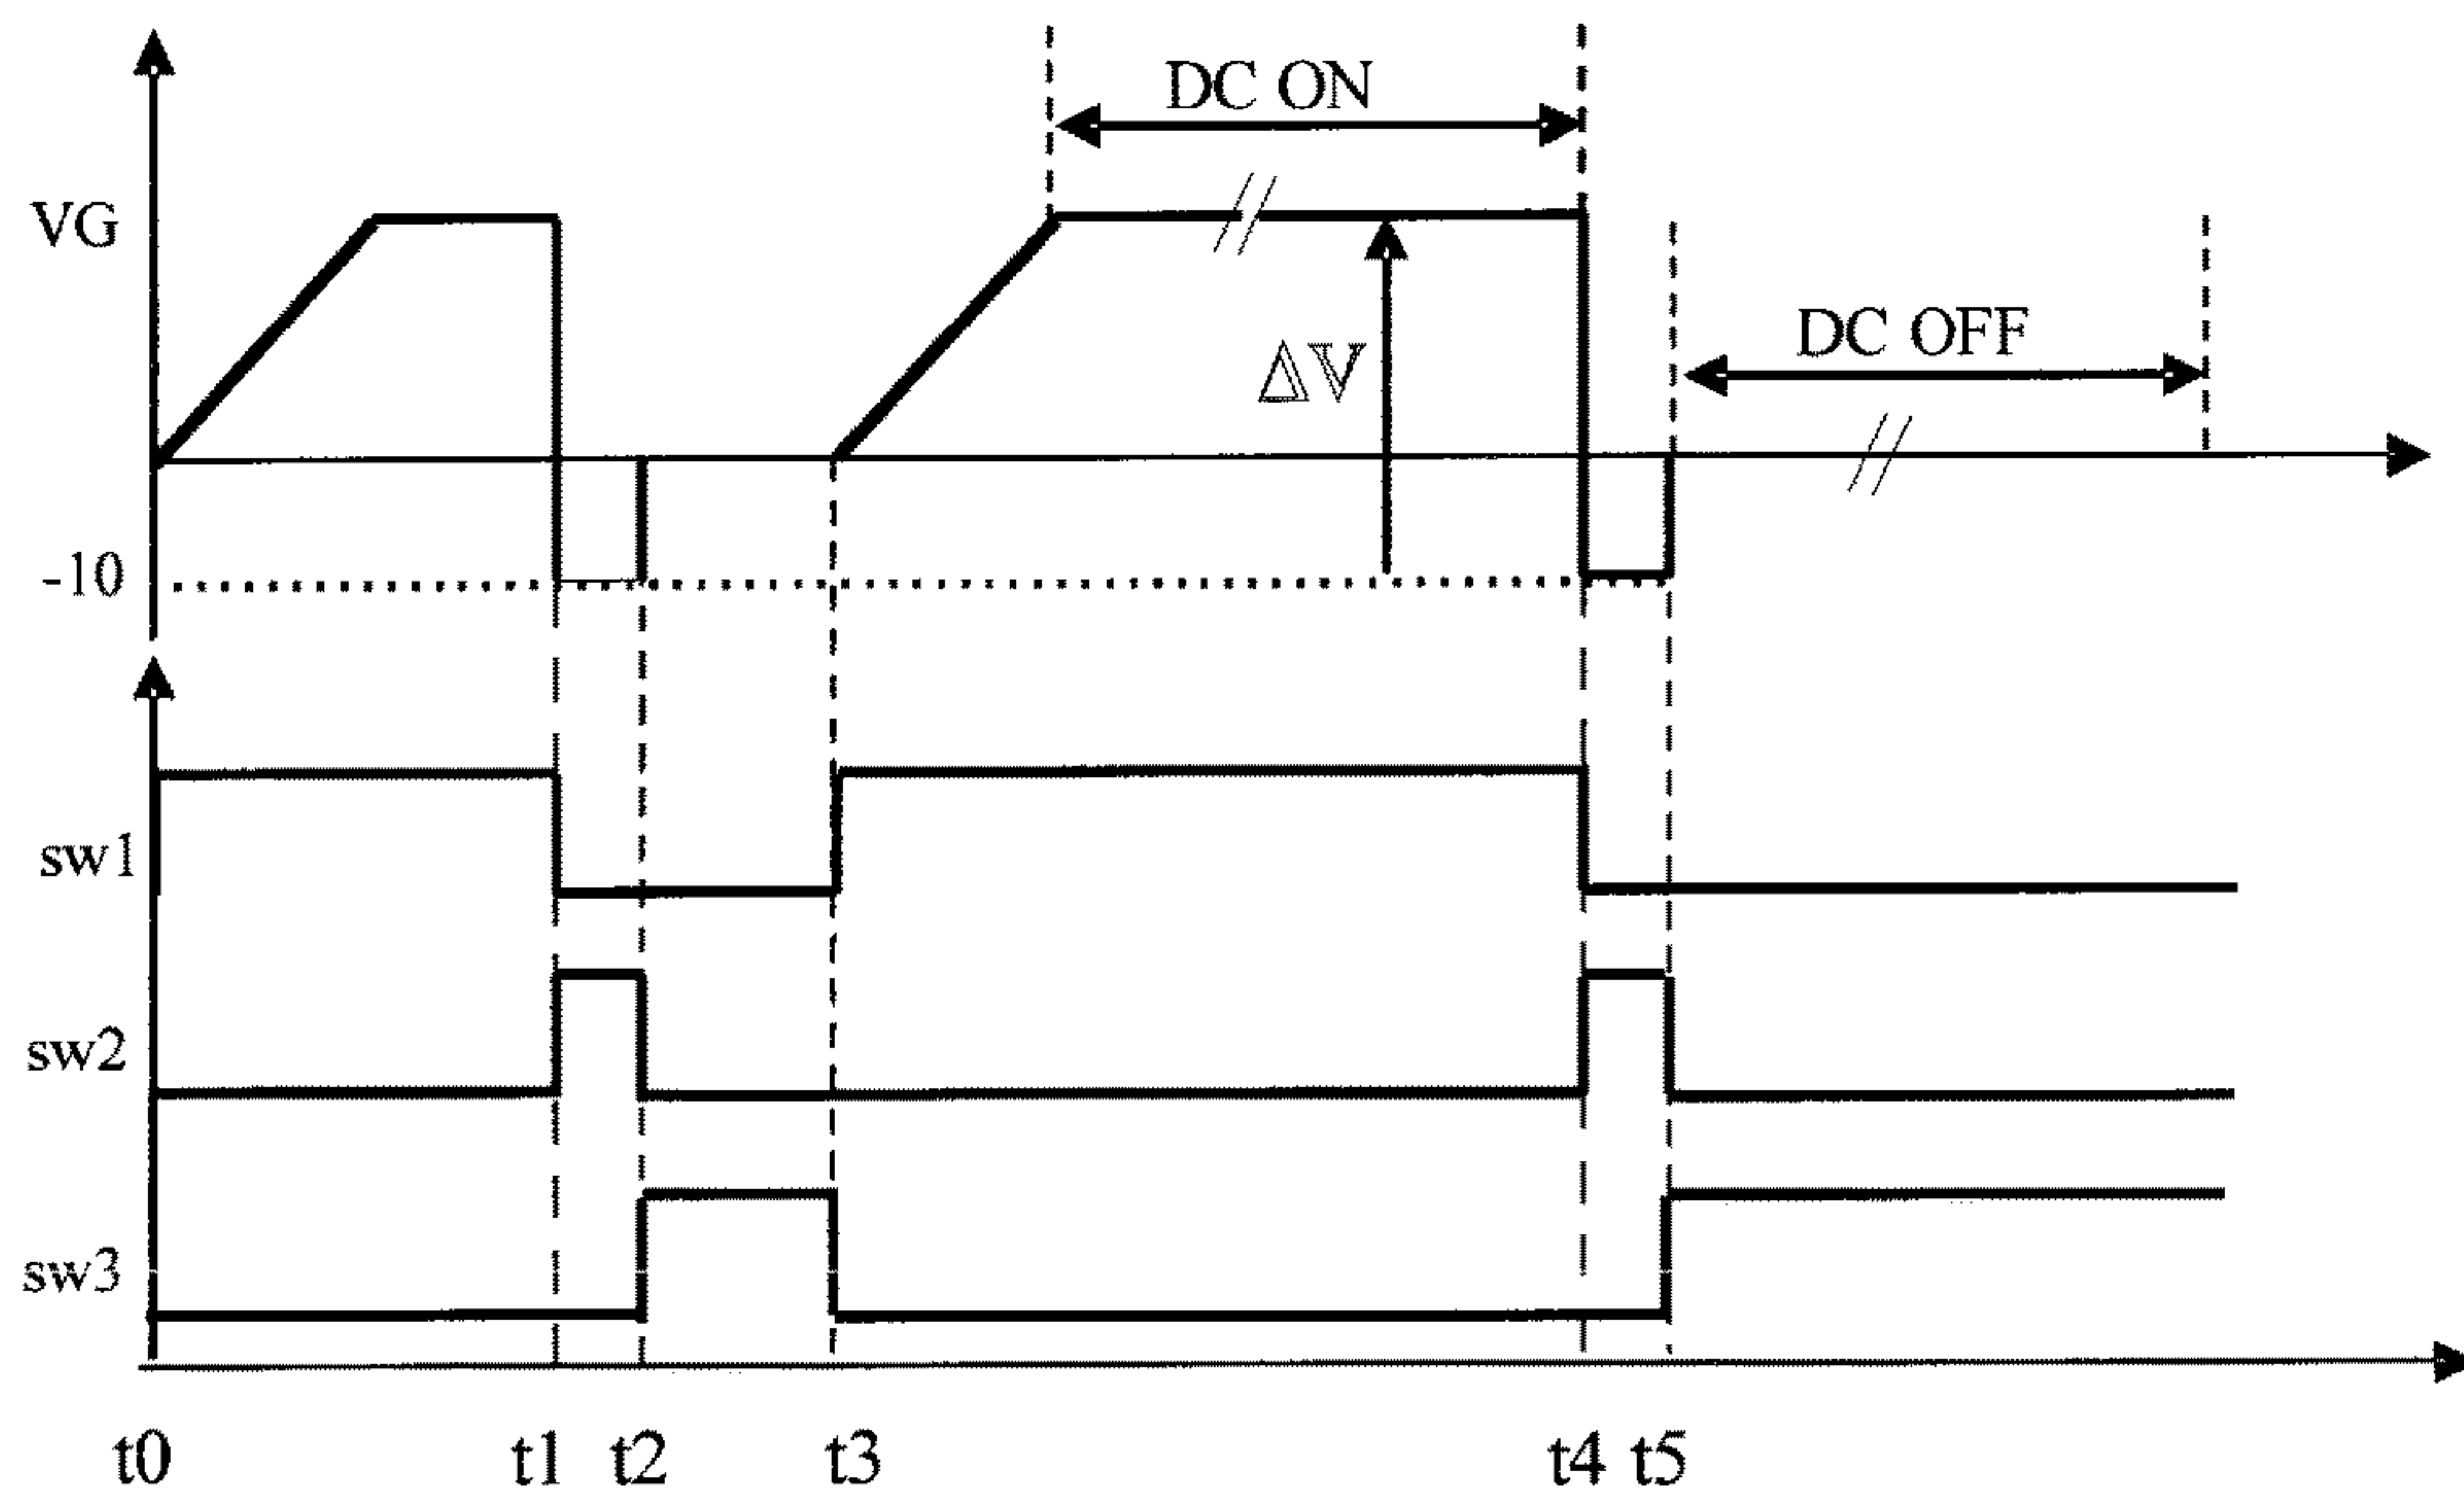 DC ON
VG
ΔV
DC OFF
-10
sw1
sw2
sw3
t0 t1 t2 t3 t4 t5